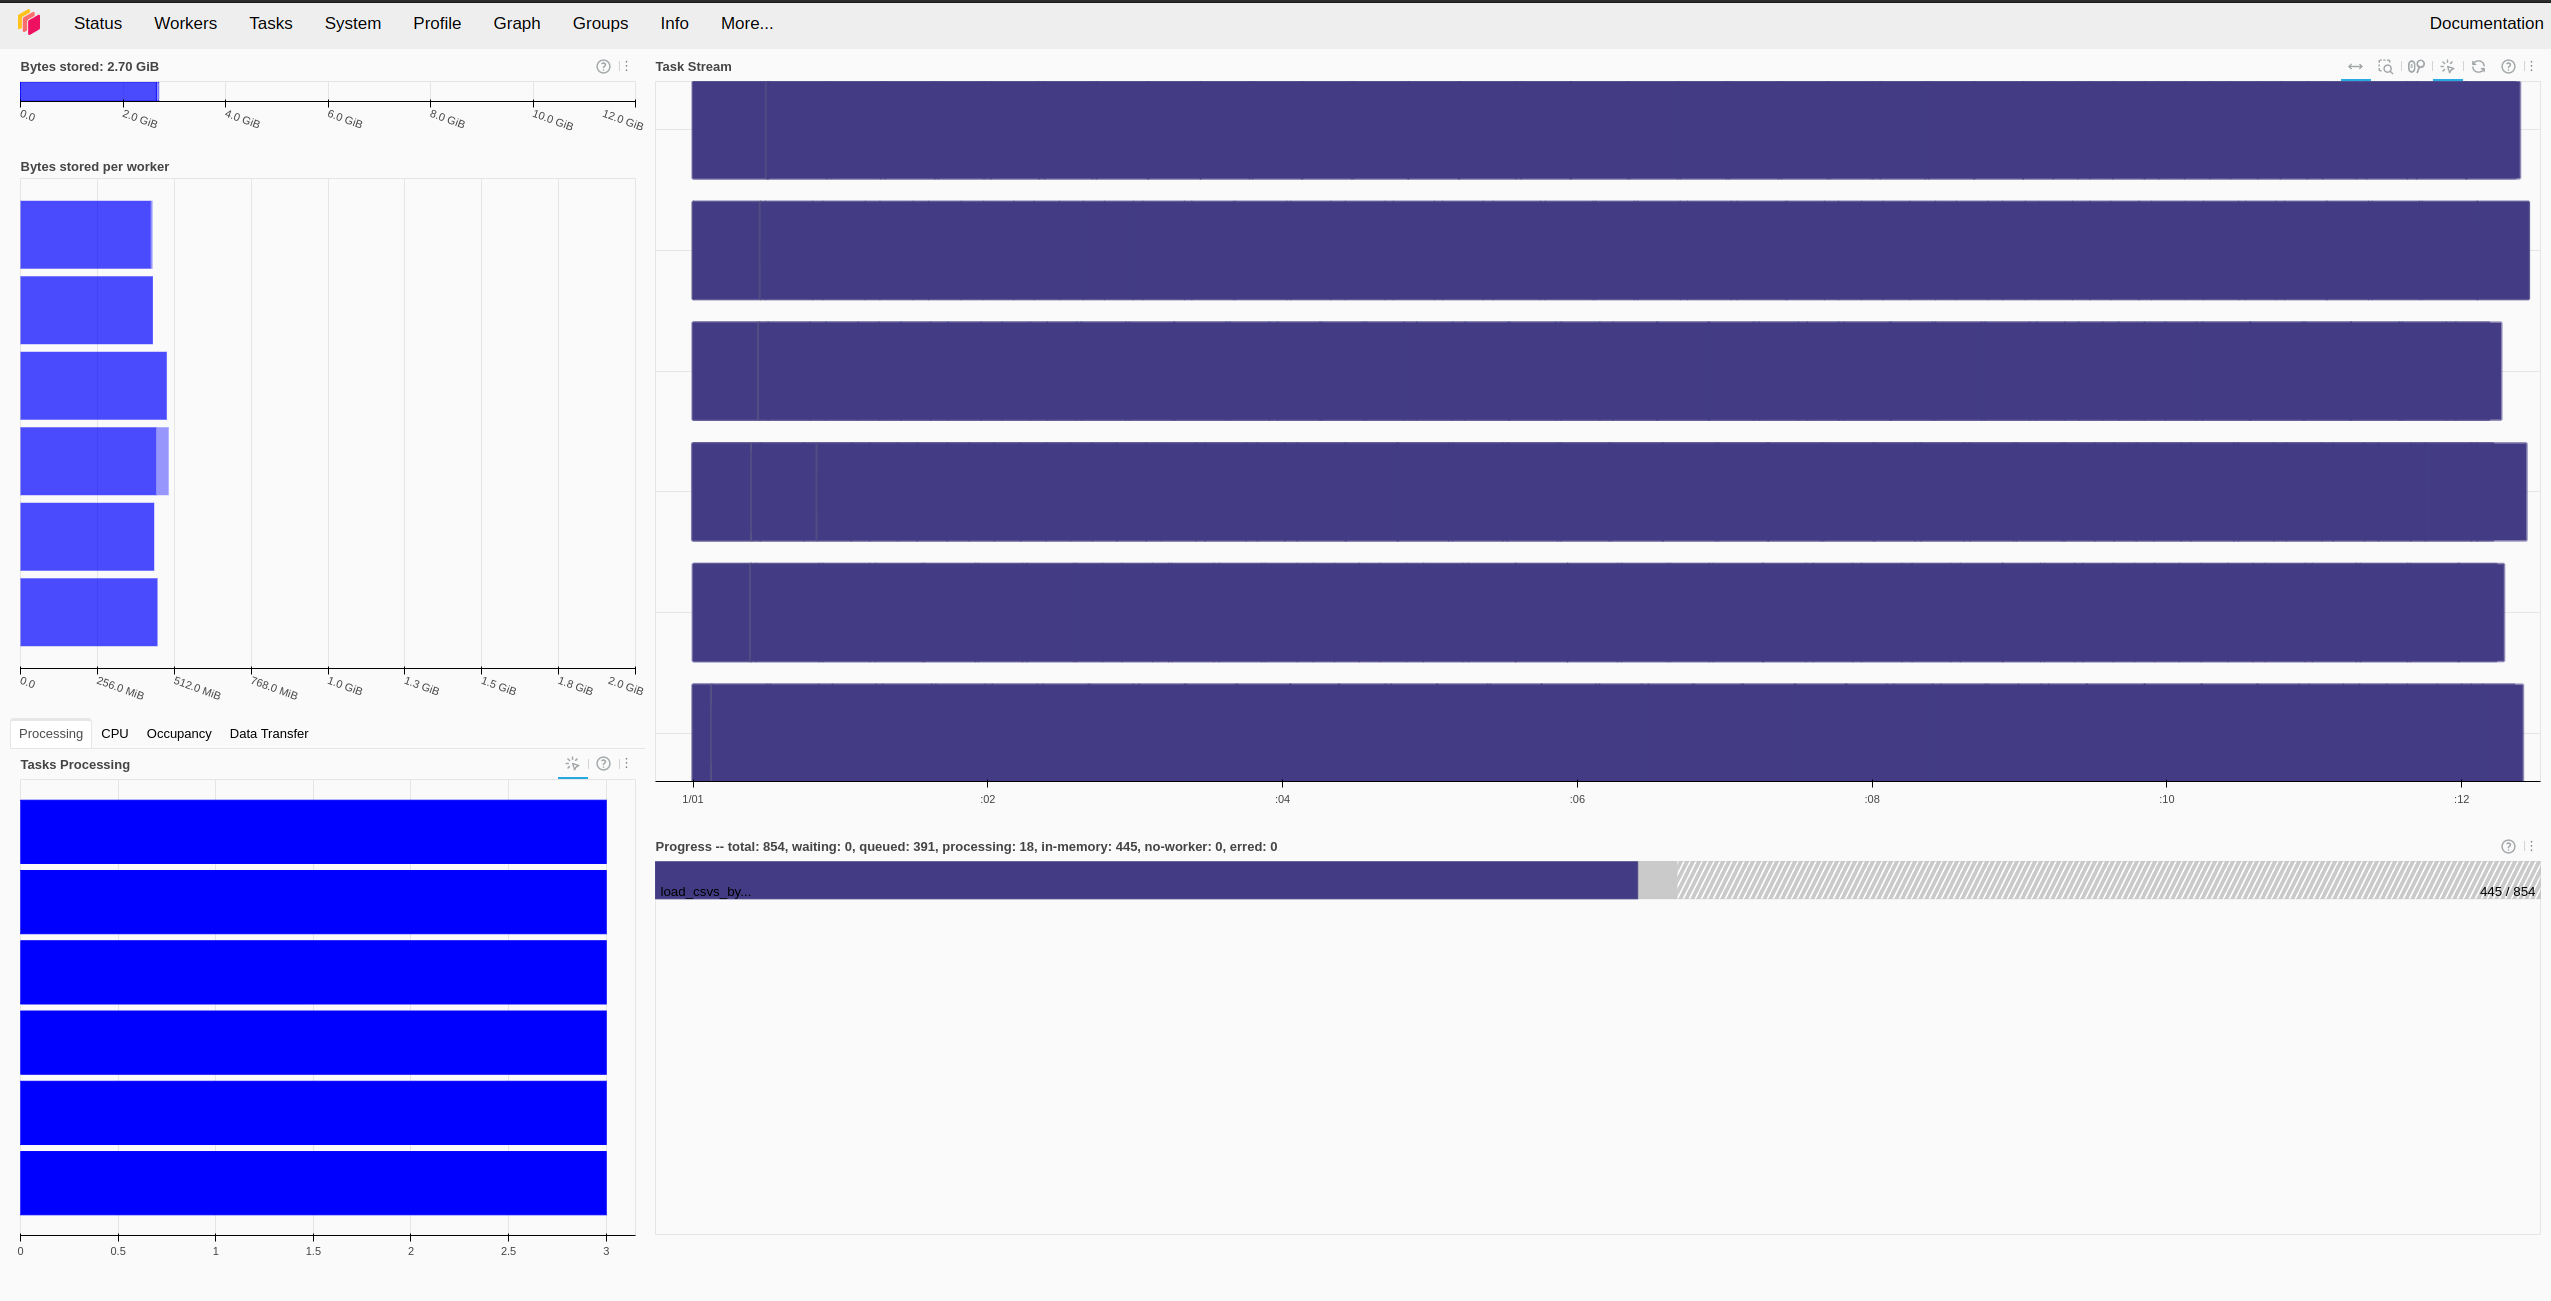 Status Workers Tasks System Profile Graph Groups Info More... Documentation
Bytes stored: 2.70 GiB
0.0 2.0 GiB 4.0 GiB 6.0 GiB 8.0 GiB 10.0 GiB 12.0 GiB
Bytes stored per worker
0.0 256.0 MiB 512.0 MiB 768.0 MiB 1.0 GiB 1.3 GiB 1.5 GiB 1.8 GiB 2.0 GiB
Processing CPU Occupancy Data Transfer
Tasks Processing
0 0.5 1 1.5 2 2.5 3
Task Stream
1/01 :02 :04 :06 :08 :10 :12
Progress -- total: 854, waiting: 0, queued: 391, processing: 18, in-memory: 445, no-worker: 0, erred: 0
load_csvs_by... 445 / 854